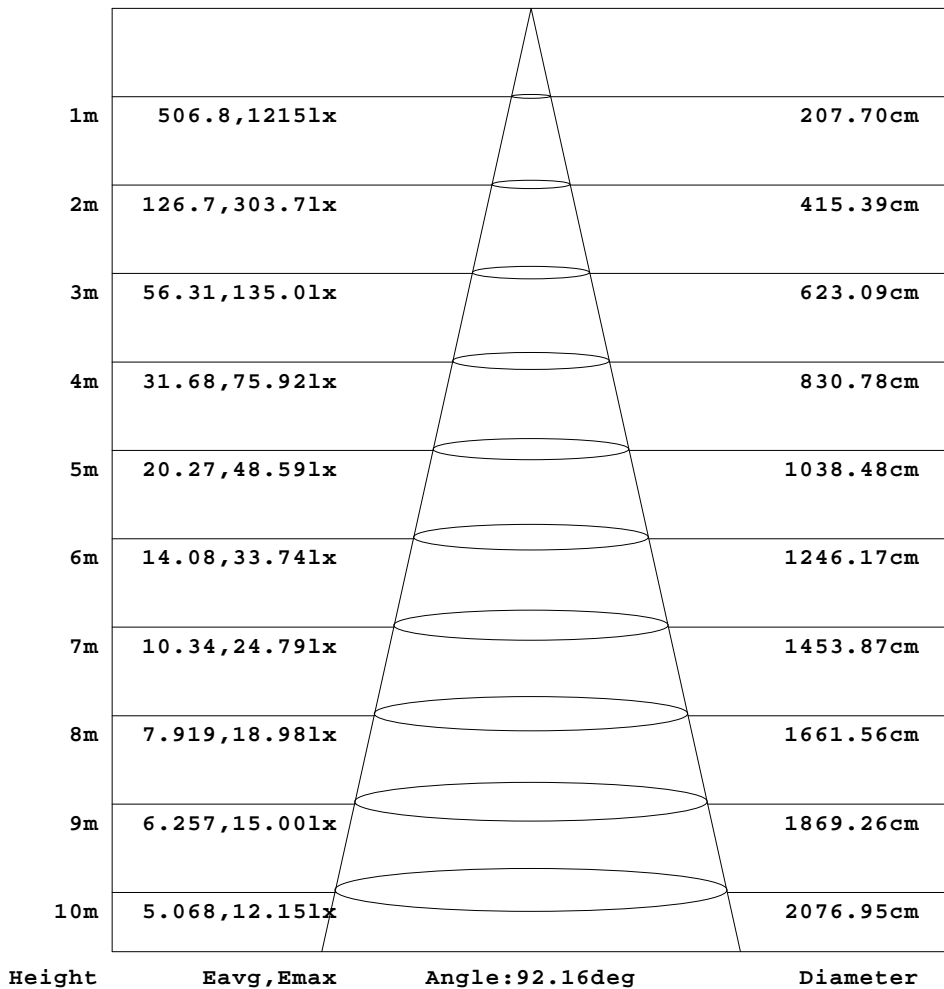 1m 506.8,1215lx 207.70cm
2m 126.7,303.7lx 415.39cm
3m 56.31,135.0lx 623.09cm
4m 31.68,75.92lx 830.78cm
5m 20.27,48.59lx 1038.48cm
6m 14.08,33.74lx 1246.17cm
7m 10.34,24.79lx 1453.87cm
8m 7.919,18.98lx 1661.56cm
9m 6.257,15.00lx 1869.26cm
10m 5.068,12.15lx 2076.95cm
Height Eavg,Emax Angle:92.16deg Diameter